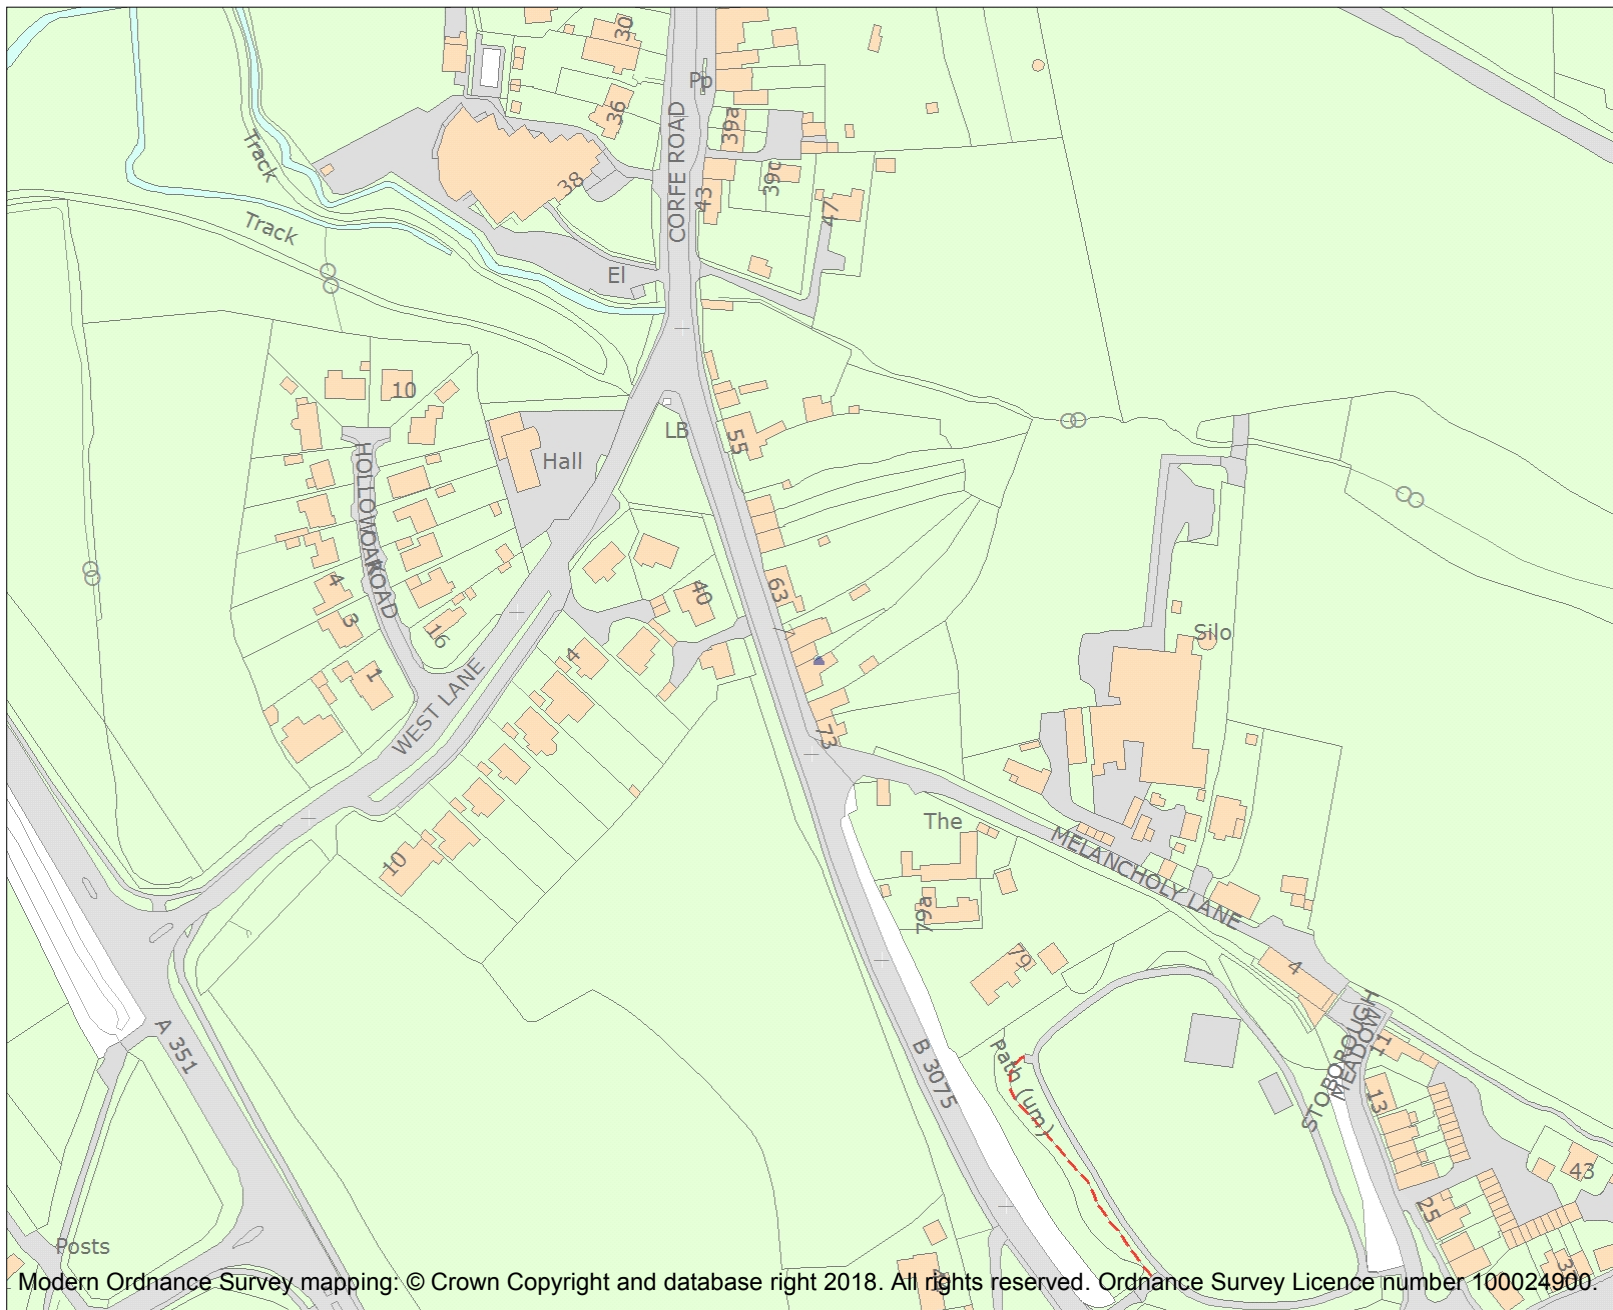 30
Pp
36
39a
CORFE ROAD
Track
39c
38
43
47
Track
El
10
LB
55
Hall
HOLLOWOAK
ROAD
4
3
16
40
63
Silo
1
4
WEST LANE
73
The
MELANCHOLY LANE
10
79a
79
4
A 351
B 3075
Path (um)
STOBOROUGH
MEADOW
11
13
43
25
Posts
Modern Ordnance Survey mapping: © Crown Copyright and database right 2018. All rights reserved. Ordnance Survey Licence number 100024900.